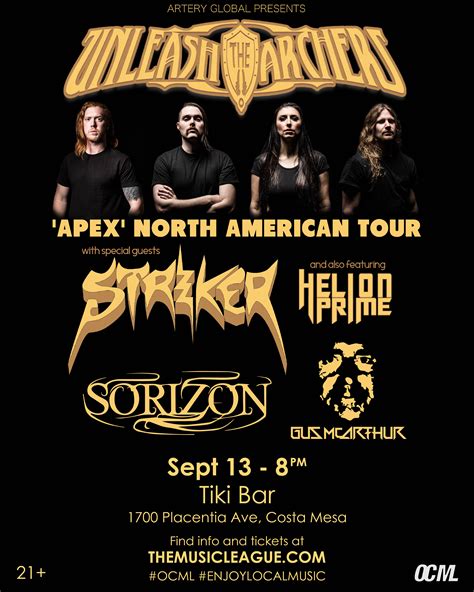 ARTERY GLOBAL PRESENTS
UNLEASH THE ARCHERS
'APEX' NORTH AMERICAN TOUR
with special guests
STRIKER
and also featuring
HELION
PRIME
SORIZON
GUS MCARTHUR
Sept 13 - 8PM
Tiki Bar
1700 Placentia Ave, Costa Mesa
Find info and tickets at
THEMUSICLEAGUE.COM
#OCML #ENJOYLOCALMUSIC
21+
OCML